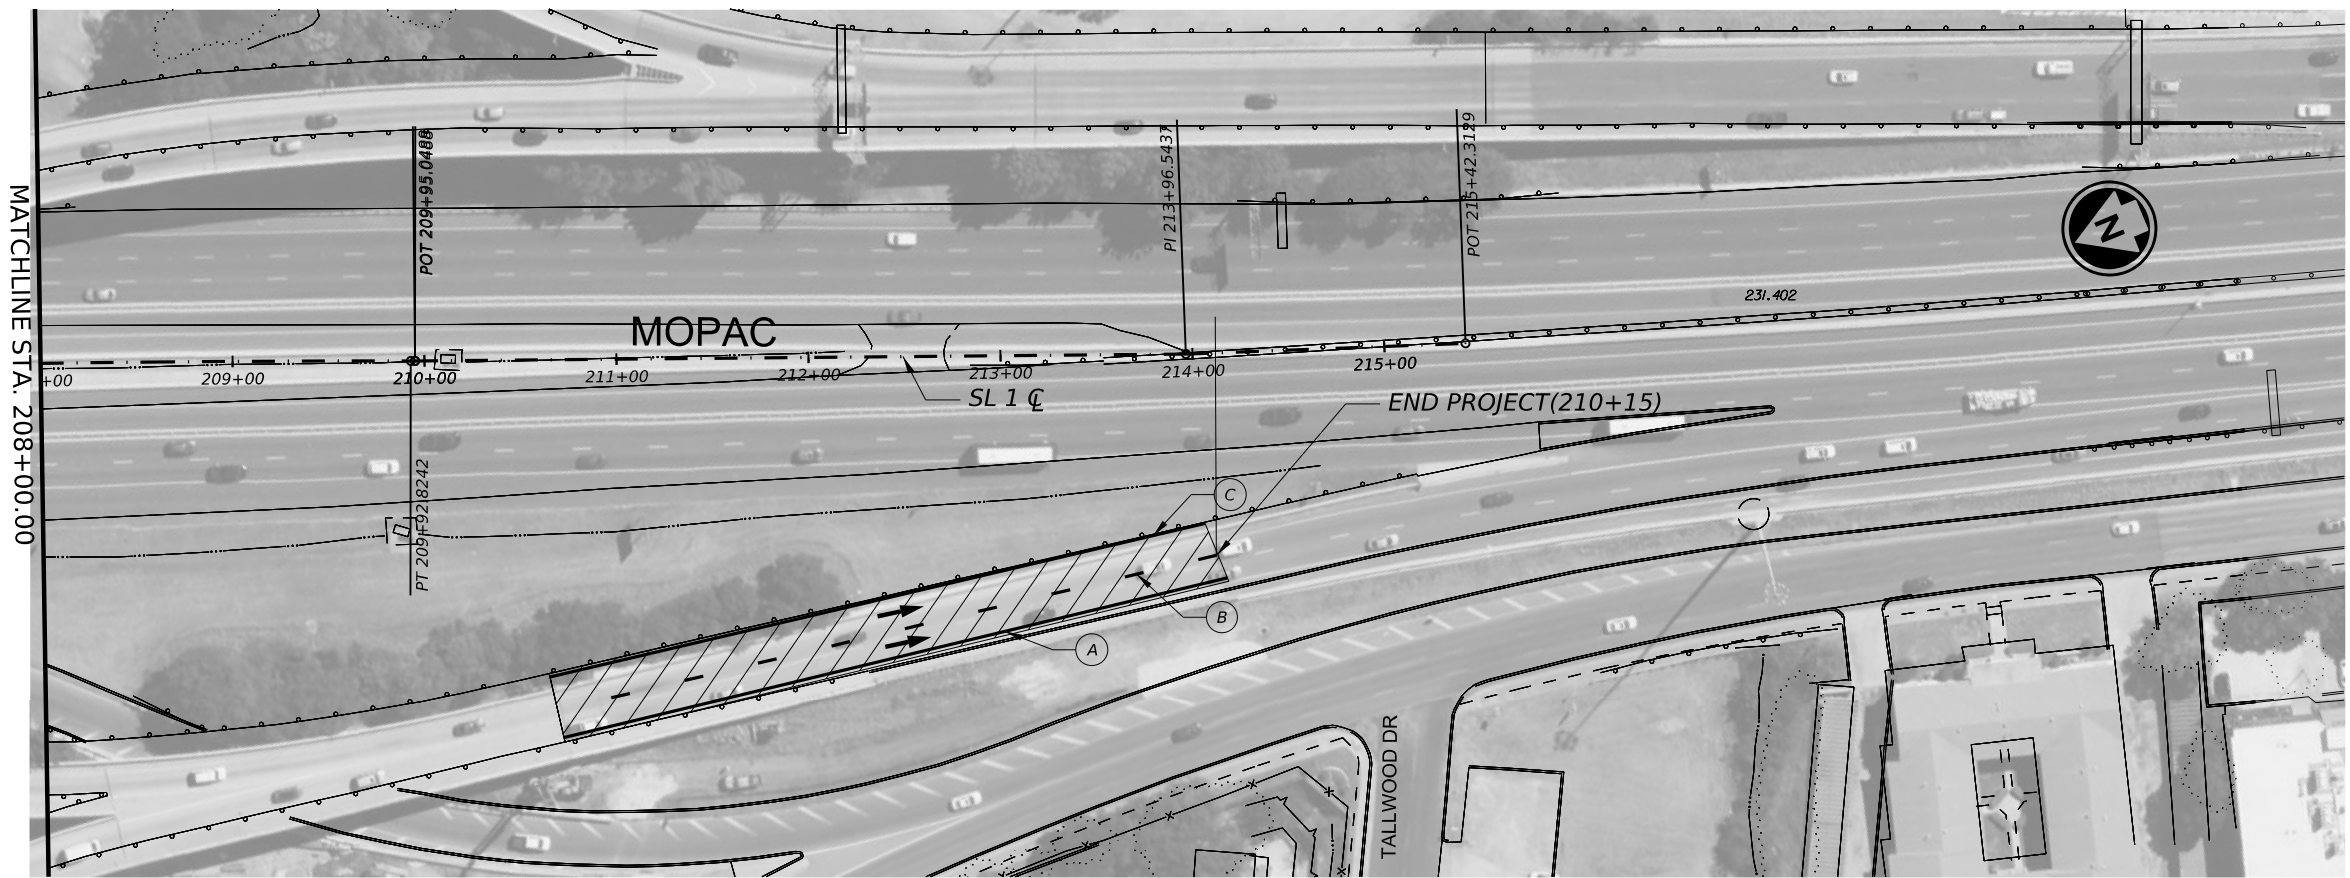 MATCHLINE STA. 208+00.00
POT 209+95.0488
PI 213+96.5437
POT 215+42.3129
N
231.402
MOPAC
+00
209+00
210+00
211+00
212+00
213+00
214+00
215+00
SL 1 ℄
END PROJECT(210+15)
PT 209+92.8242
C
B
A
TALLWOOD DR